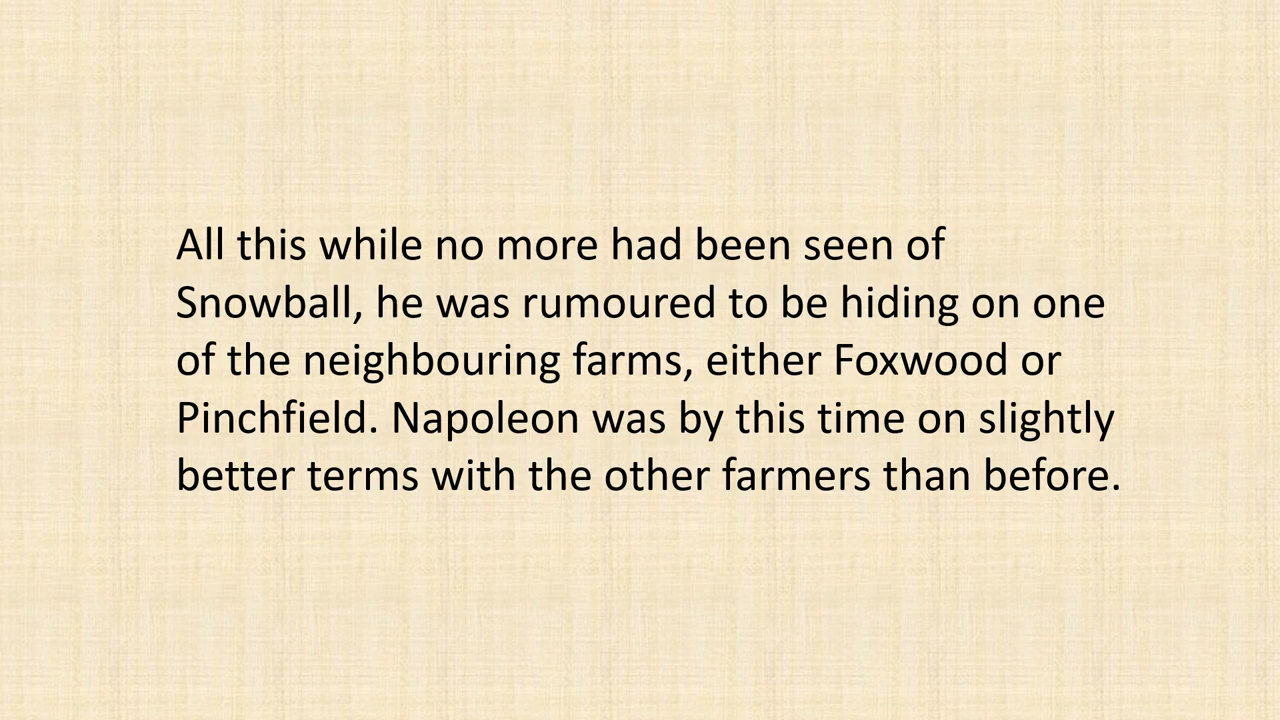 All this while no more had been seen of
Snowball, he was rumoured to be hiding on one
of the neighbouring farms, either Foxwood or
Pinchfield. Napoleon was by this time on slightly
better terms with the other farmers than before.